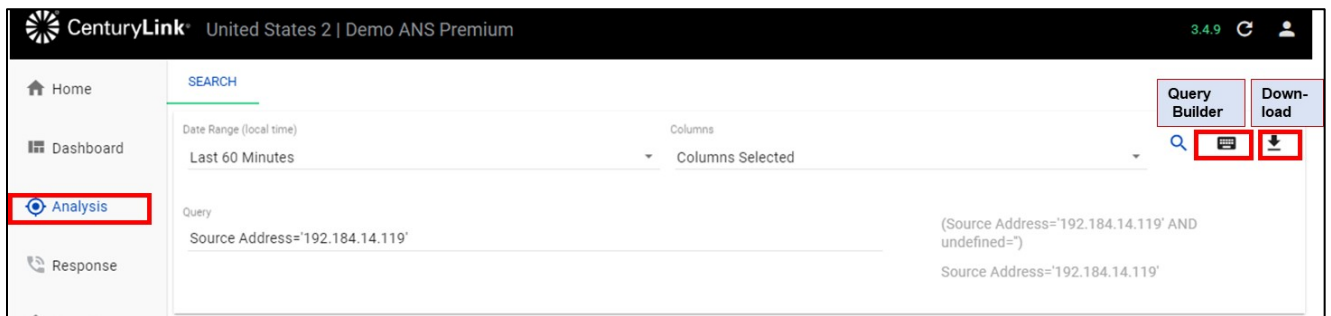 CenturyLink® United States 2 | Demo ANS Premium 3.4.9
Home
SEARCH
Query Builder
Down-load
Date Range (local time)
Columns
Dashboard
Last 60 Minutes
Columns Selected
Analysis
Query
Source Address='192.184.14.119'
(Source Address='192.184.14.119' AND
undefined='')
Response
Source Address='192.184.14.119'